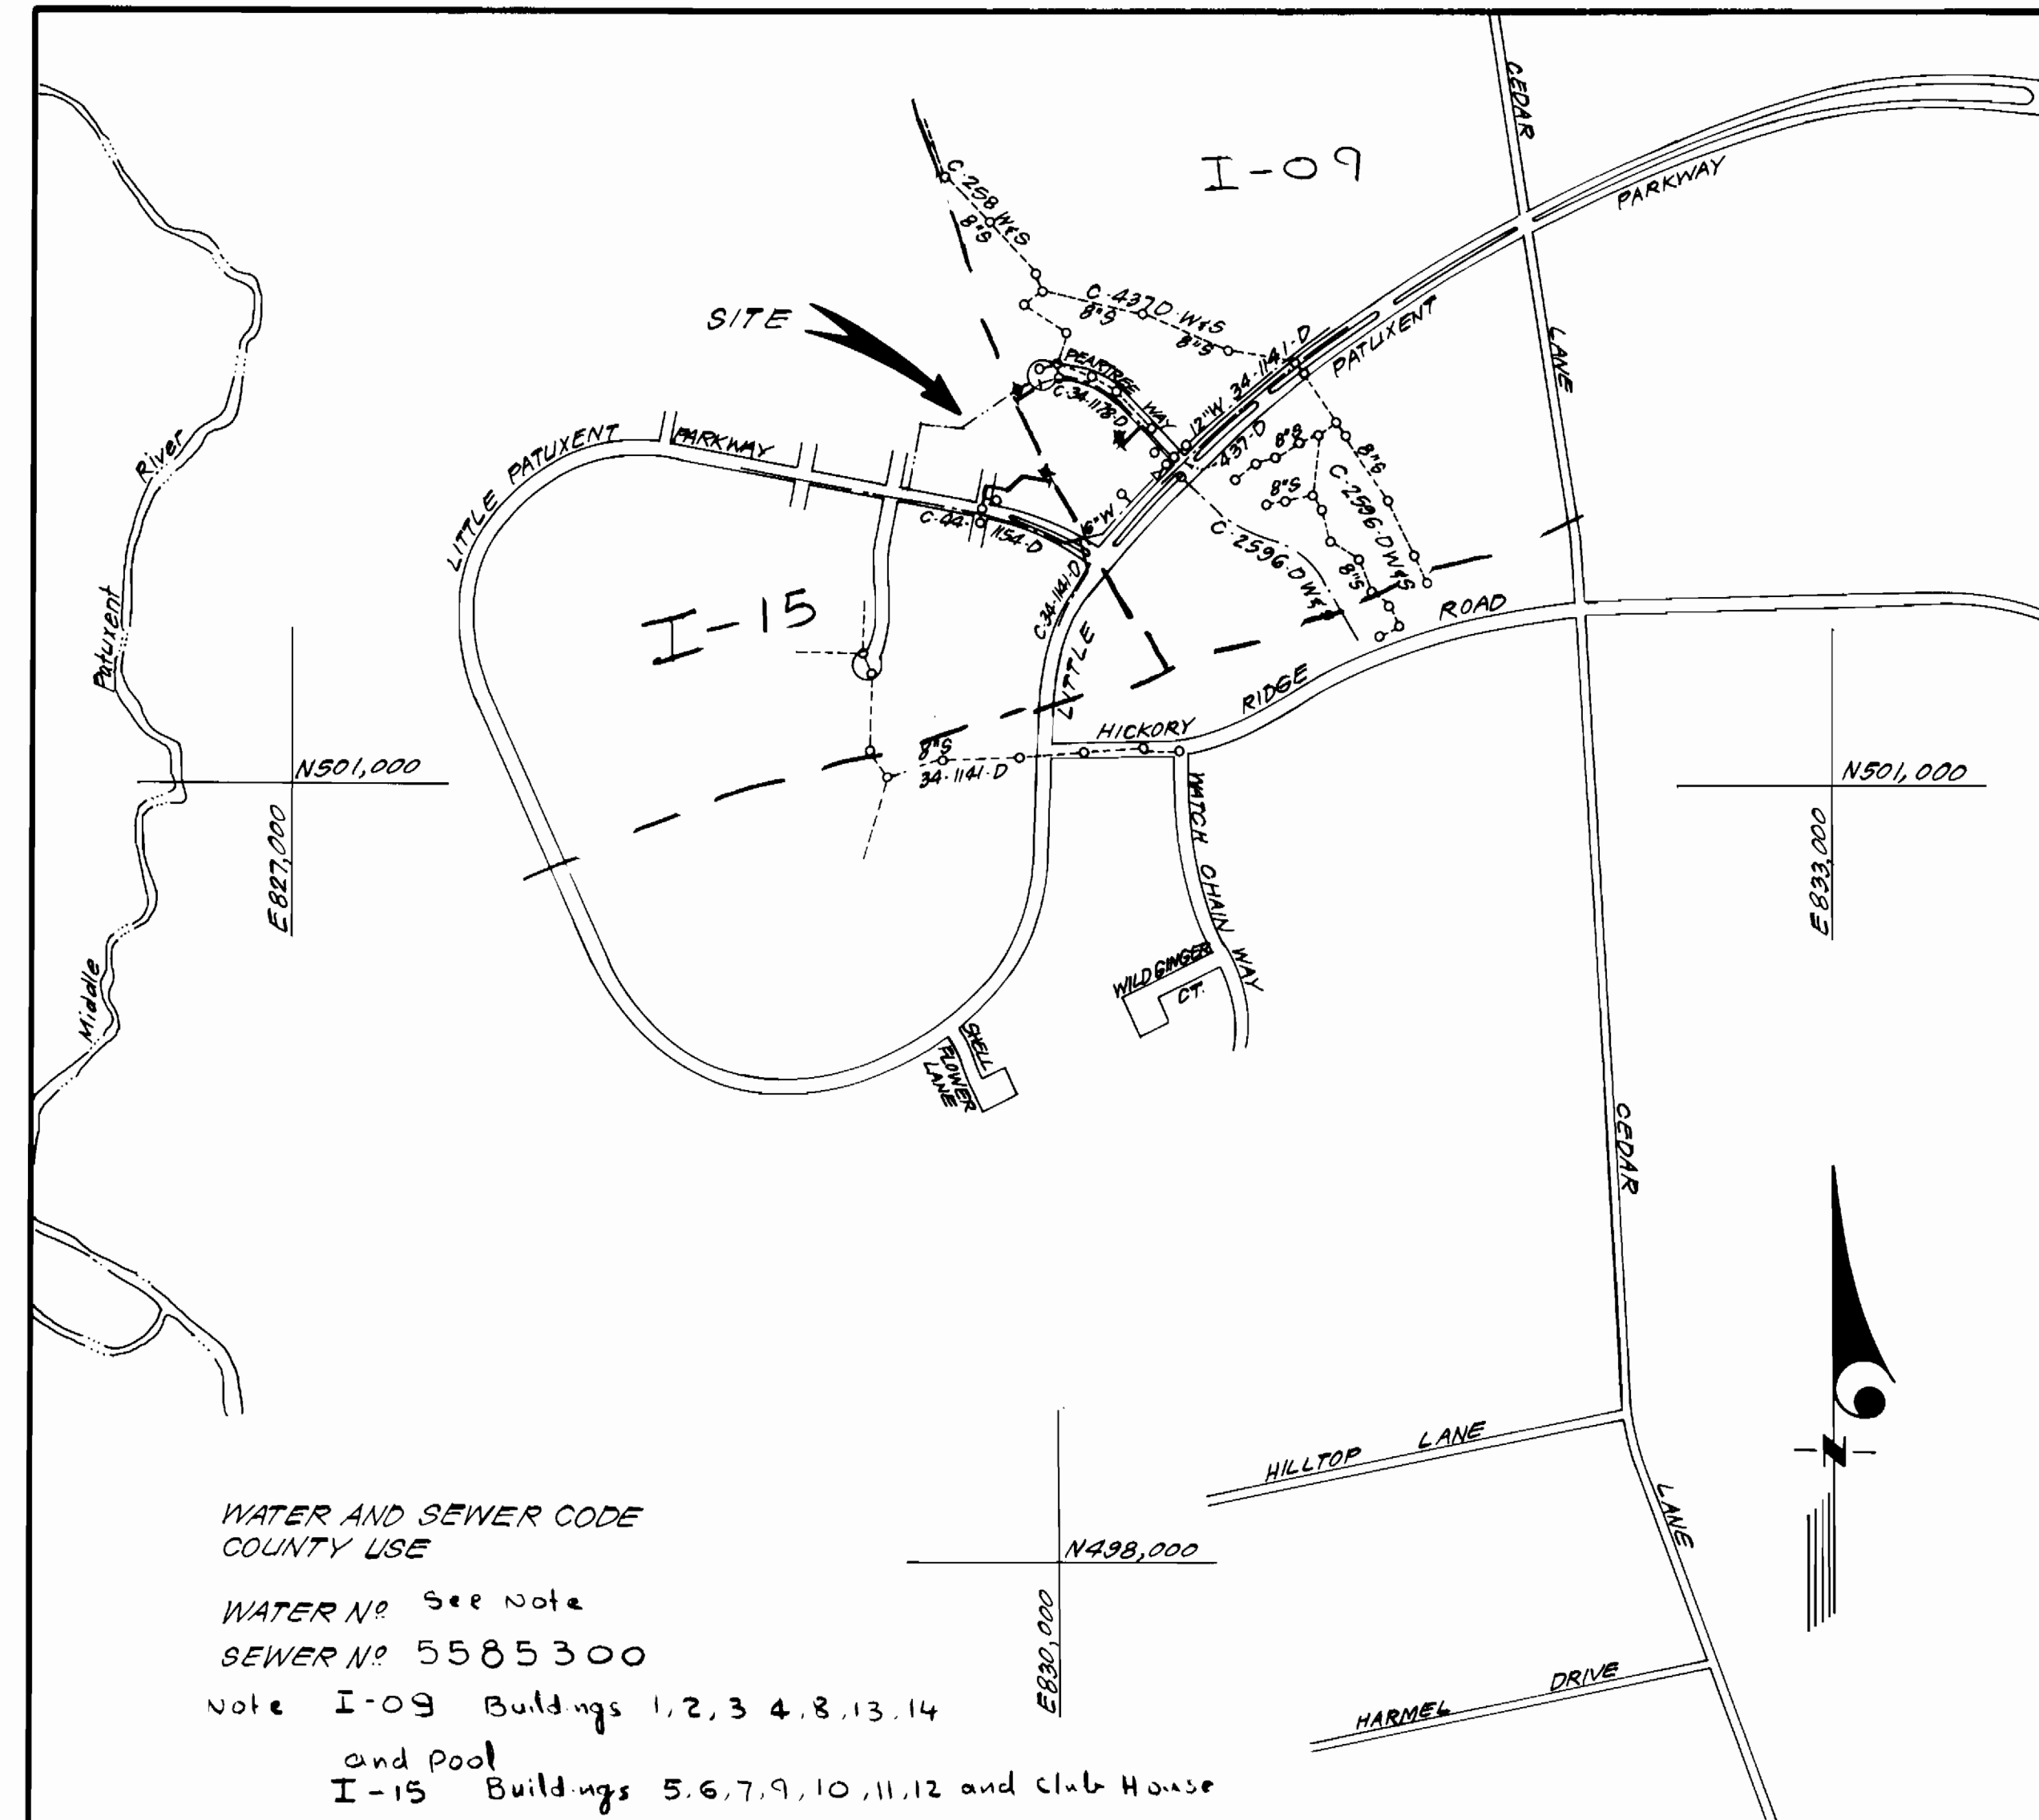 CEDAR
I-09
PARKWAY
C-258 W&S
8"S
SITE
C-437D-W&S
8"S
8"S
34-1141-D
PATUXENT
LANE
PEARTREE WAY
C-34-1178-D
12"W.
437-D
8"S
8"S
8"S
C-2596-D W&S
LITTLE PATUXENT PARKWAY
River
C-44-1154-D
6"W
C-2596-D W&S
8"S
C-34-1141-D
I-15
ROAD
LITTLE
RIDGE
HICKORY
Patuxent
8"S
34-1141-D
N501,000
N501,000
E827,000
E833,000
WATCH CHAIN WAY
WILD GINGER
CT.
Middle
SHELL
FLOWER
LANE
CEDAR
HILLTOP LANE
N
LANE
WATER AND SEWER CODE
COUNTY USE
N498,000
E830,000
WATER Nº See Note
SEWER Nº 5585300
Note I-09 Buildings 1,2,3 4,8,13,14
and Pool
I-15 Buildings 5,6,7,9,10,11,12 and Club House
HARMEL DRIVE